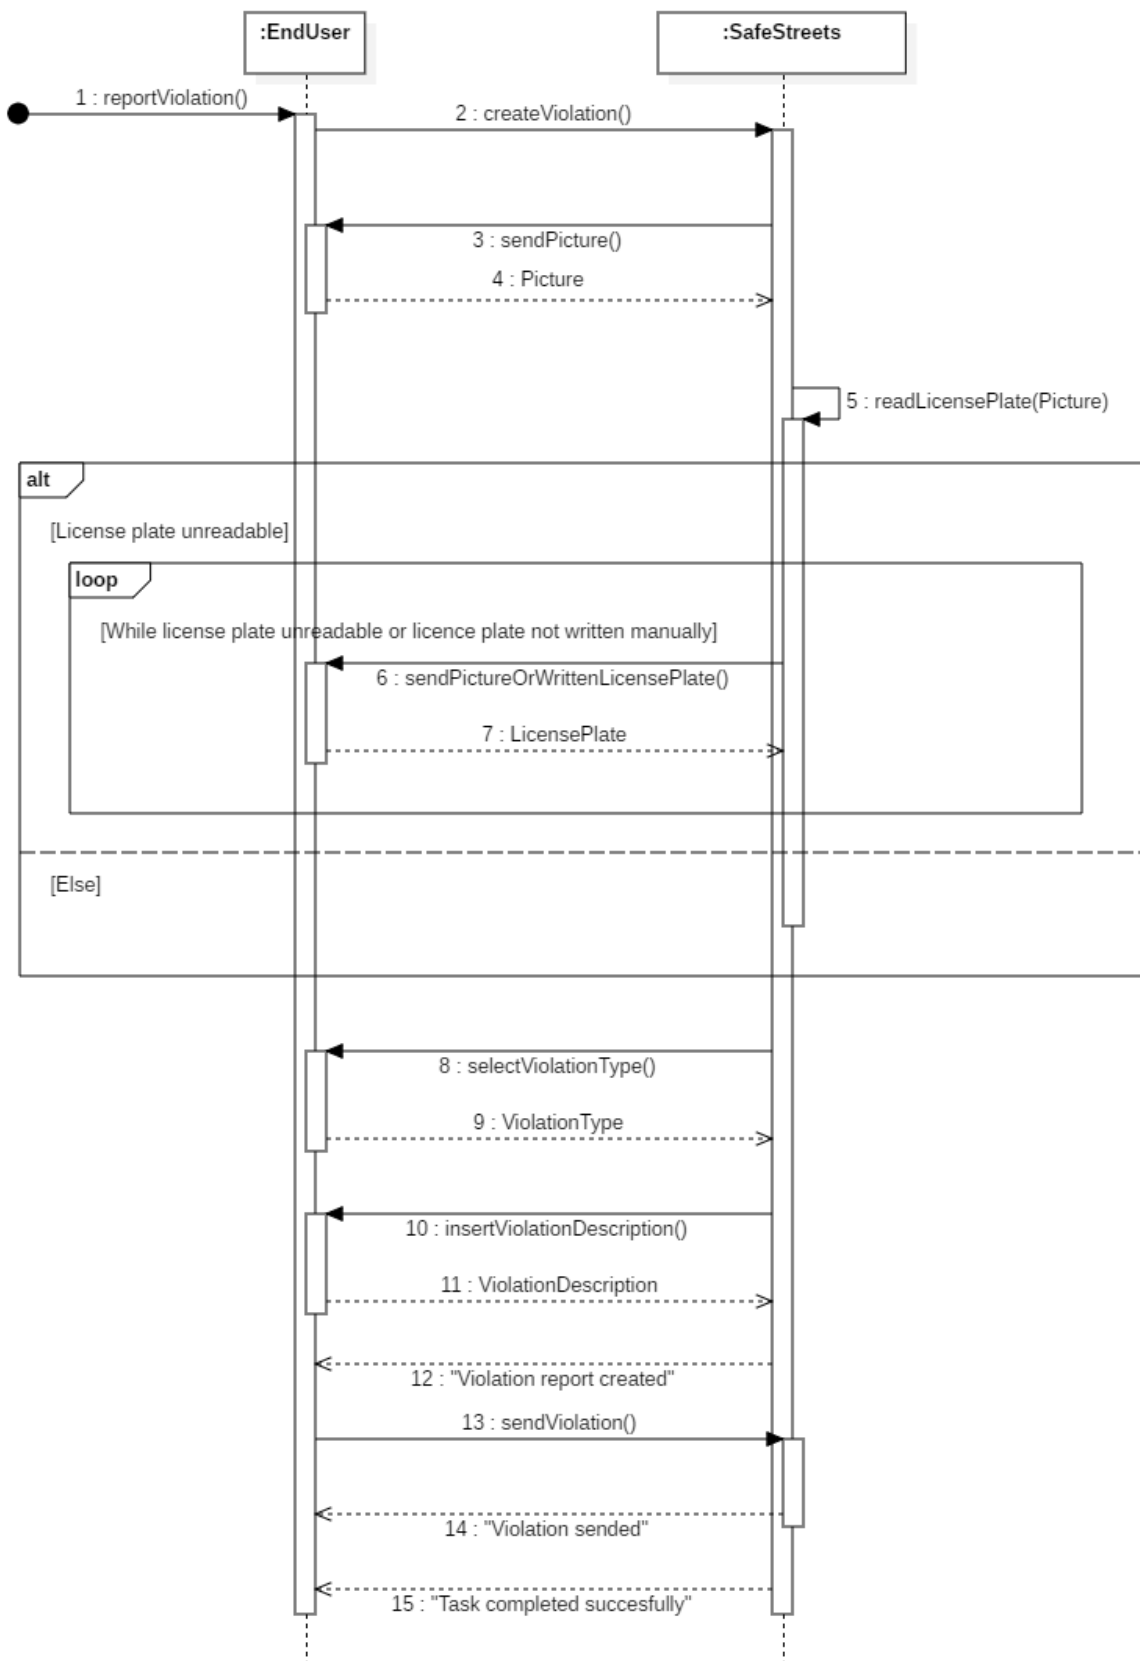 :EndUser
:SafeStreets
1 : reportViolation()
2 : createViolation()
3 : sendPicture()
4 : Picture
5 : readLicensePlate(Picture)
alt
[License plate unreadable]
loop
[While license plate unreadable or licence plate not written manually]
6 : sendPictureOrWrittenLicensePlate()
7 : LicensePlate
[Else]
8 : selectViolationType()
9 : ViolationType
10 : insertViolationDescription()
11 : ViolationDescription
12 : "Violation report created"
13 : sendViolation()
14 : "Violation sended"
15 : "Task completed succesfully"